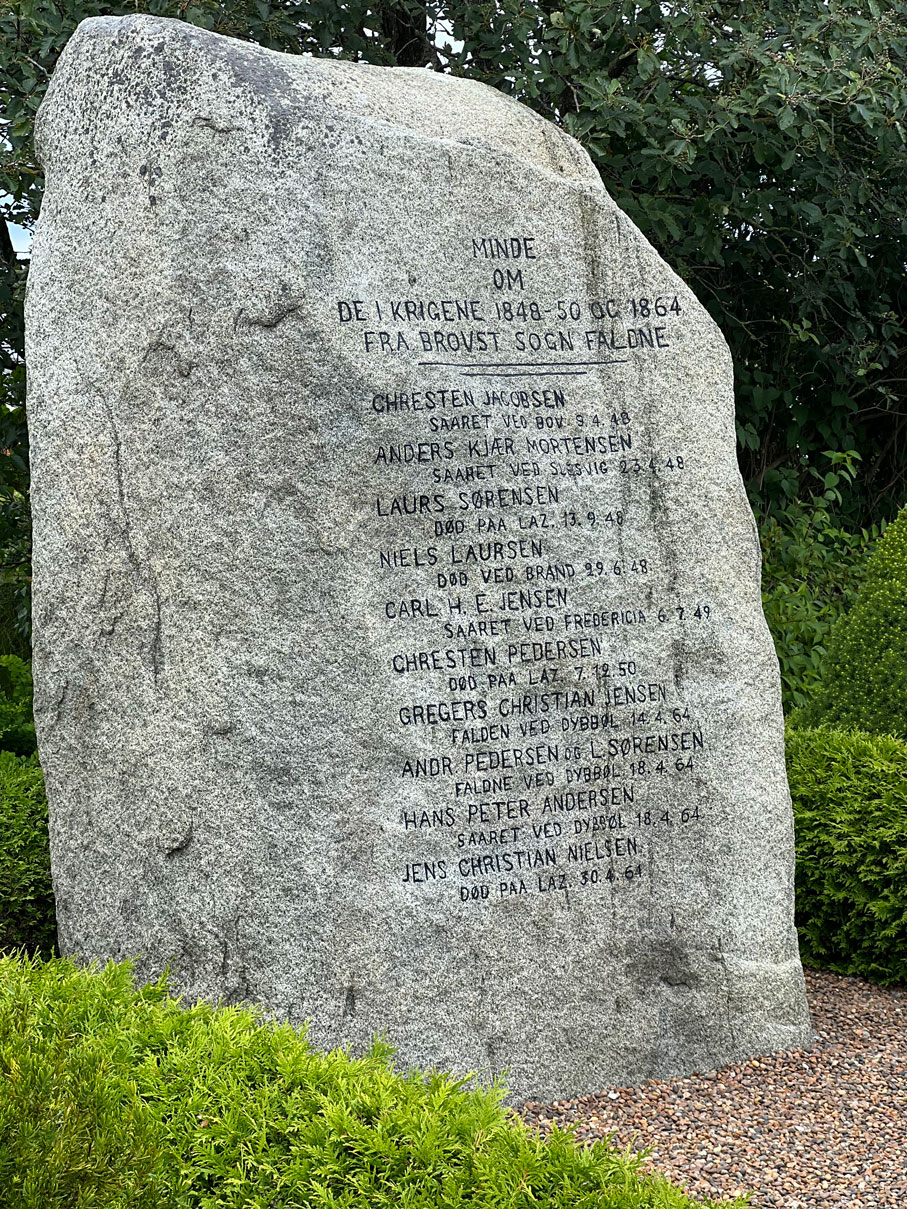 MINDE
OM
DE I KRIGENE 1848-50 OG 1864
FRA BROVST SOGN FALDNE
CHRESTEN JACOBSEN
SAARET VED BOV 9.4.48
ANDERS KJÆR MORTENSEN
SAARET VED SLESVIG 23.4.48
LAURS SØRENSEN
DØD PAA LAZ. 13.9.48
NIELS LAURSEN
DØD VED BRAND 29.6.48
CARL H. E. JENSEN
SAARET VED FREDERICIA 6.7.49
CHRESTEN PEDERSEN
DØD PAA LAZ. 7.12.50
GREGERS CHRISTIAN JENSEN
FALDEN VED DYBBØL 14.4.64
ANDR. PEDERSEN OG L. SØRENSEN
FALDNE VED DYBBØL 18.4.64
HANS PETER ANDERSEN
SAARET VED DYBBØL 18.4.64
JENS CHRISTIAN NIELSEN
DØD PAA LAZ. 30.4.64